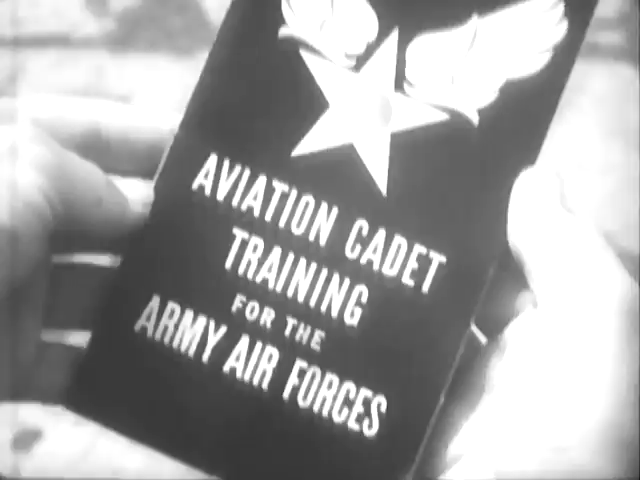 AVIATION CADET
TRAINING
FOR THE
ARMY AIR FORCES